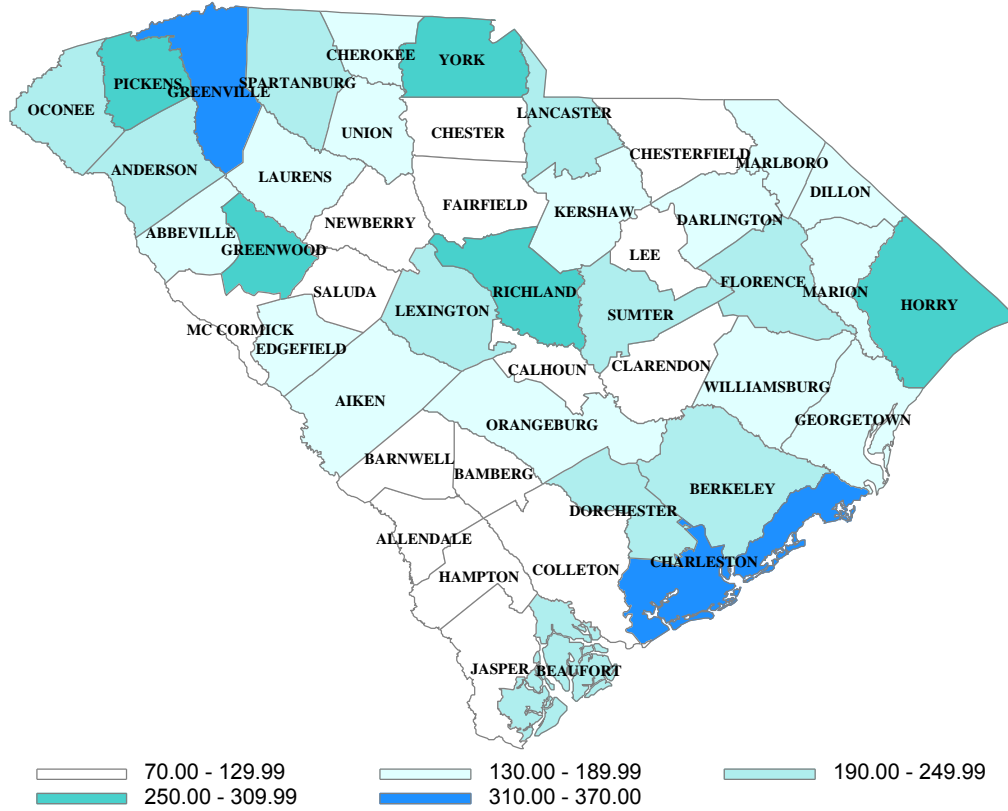 CHEROKEE
YORK
PICKENS
GREENVILLE
SPARTANBURG
OCONEE
LANCASTER
UNION
CHESTER
CHESTERFIELD
MARLBORO
ANDERSON
LAURENS
DILLON
FAIRFIELD
KERSHAW
NEWBERRY
DARLINGTON
ABBEVILLE
GREENWOOD
LEE
FLORENCE
SALUDA
RICHLAND
MARION
HORRY
LEXINGTON
SUMTER
MC CORMICK
EDGEFIELD
CALHOUN
CLARENDON
WILLIAMSBURG
AIKEN
ORANGEBURG
GEORGETOWN
BARNWELL
BAMBERG
BERKELEY
DORCHESTER
ALLENDALE
CHARLESTON
HAMPTON
COLLETON
JASPER
BEAUFORT
70.00 - 129.99
130.00 - 189.99
190.00 - 249.99
250.00 - 309.99
310.00 - 370.00